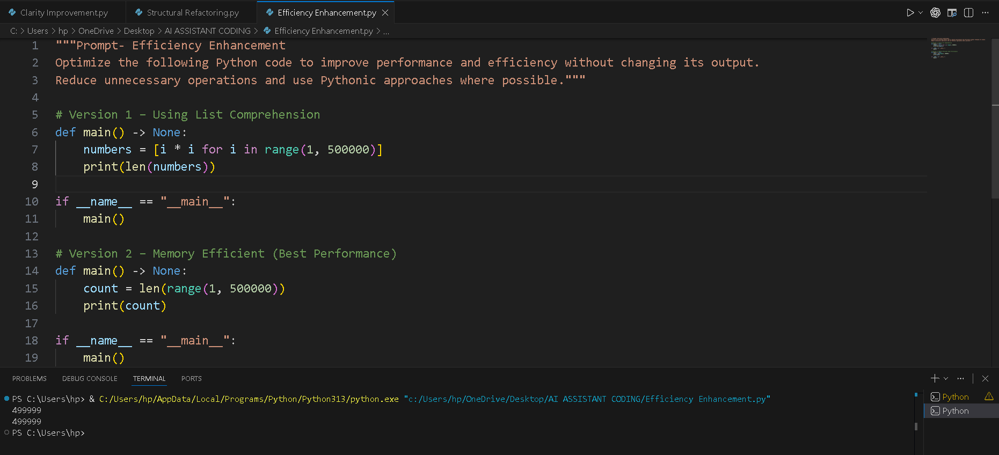 Clarity Improvement.py Structural Refactoring.py Efficiency Enhancement.py
C: > Users > hp > OneDrive > Desktop > AI ASSISTANT CODING > Efficiency Enhancement.py > ...
1 """Prompt- Efficiency Enhancement
2 Optimize the following Python code to improve performance and efficiency without changing its output.
3 Reduce unnecessary operations and use Pythonic approaches where possible."""
4
5 # Version 1 – Using List Comprehension
6 def main() -> None:
7     numbers = [i * i for i in range(1, 500000)]
8     print(len(numbers))
9
10 if __name__ == "__main__":
11     main()
12
13 # Version 2 – Memory Efficient (Best Performance)
14 def main() -> None:
15     count = len(range(1, 500000))
16     print(count)
17
18 if __name__ == "__main__":
19     main()
PROBLEMS DEBUG CONSOLE TERMINAL PORTS
PS C:\Users\hp> & C:/Users/hp/AppData/Local/Programs/Python/Python313/python.exe "c:/Users/hp/OneDrive/Desktop/AI ASSISTANT CODING/Efficiency Enhancement.py"
499999
499999
PS C:\Users\hp>
Python
Python